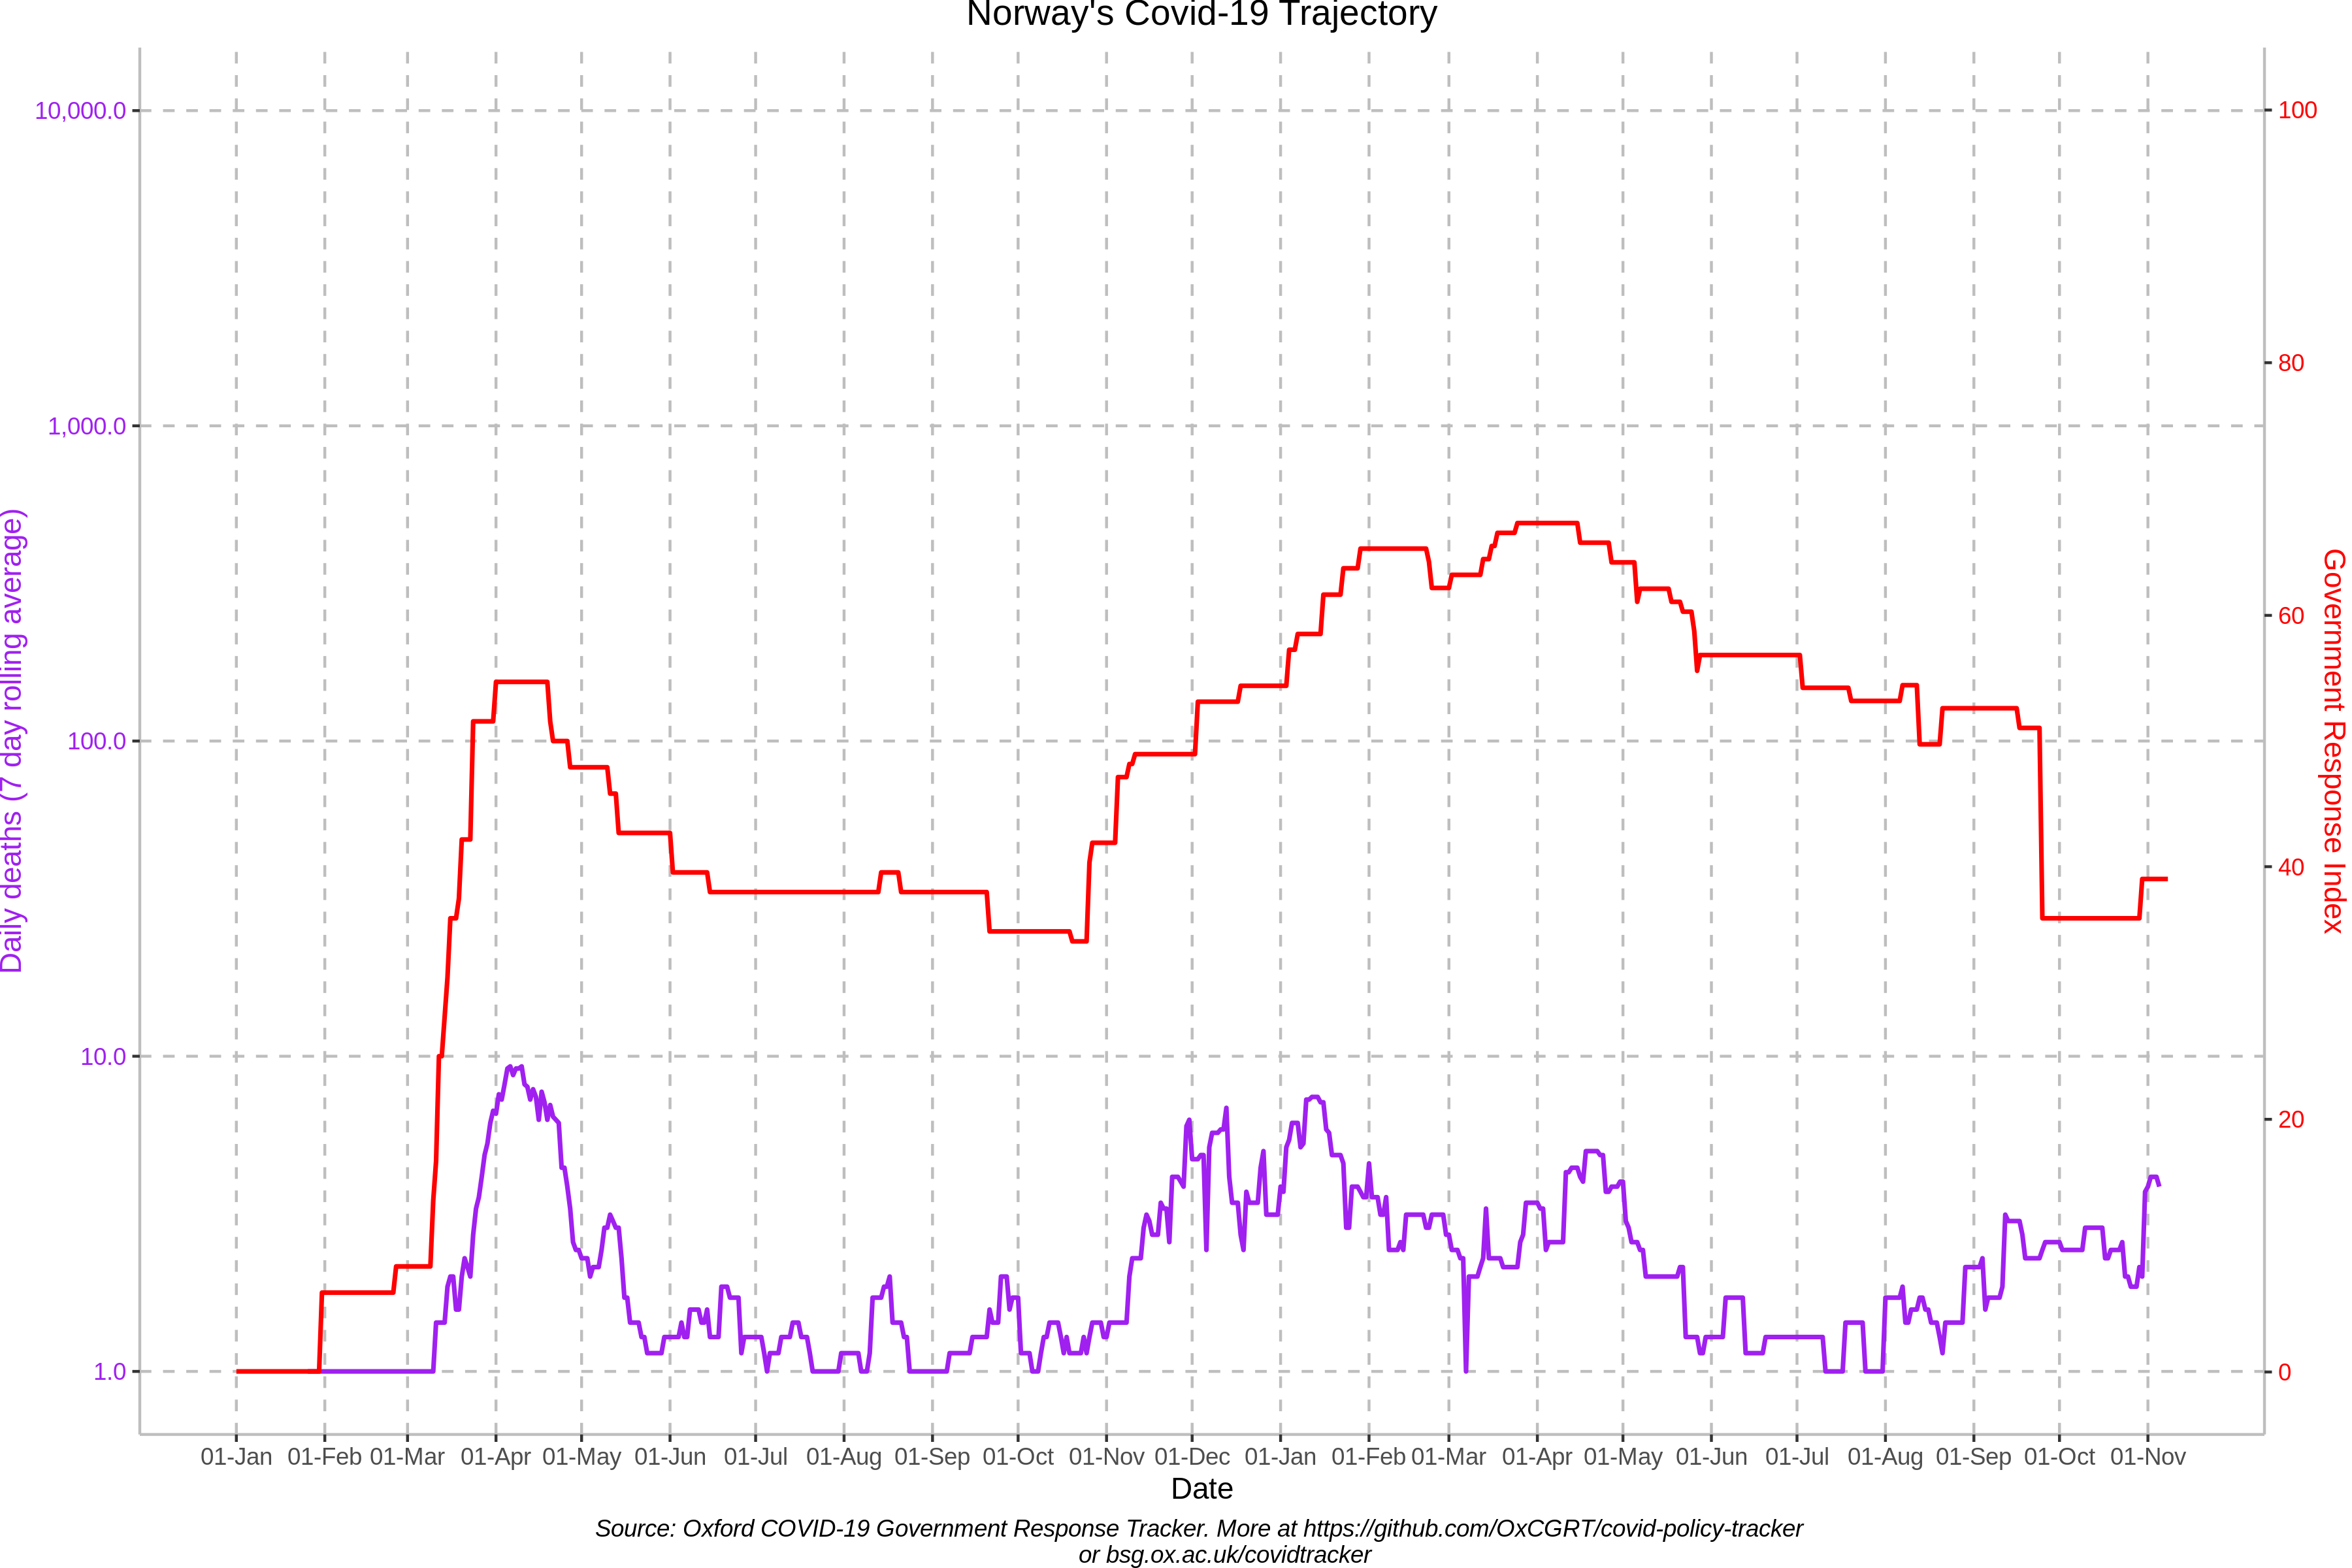 Norway's Covid-19 Trajectory
10,000.0
1,000.0
100.0
10.0
1.0
Daily deaths (7 day rolling average)
100
80
60
40
20
0
Government Response Index
01-Jan 01-Feb 01-Mar 01-Apr 01-May 01-Jun 01-Jul 01-Aug 01-Sep 01-Oct 01-Nov 01-Dec 01-Jan 01-Feb 01-Mar 01-Apr 01-May 01-Jun 01-Jul 01-Aug 01-Sep 01-Oct 01-Nov
Date
Source: Oxford COVID-19 Government Response Tracker. More at https://github.com/OxCGRT/covid-policy-tracker
or bsg.ox.ac.uk/covidtracker